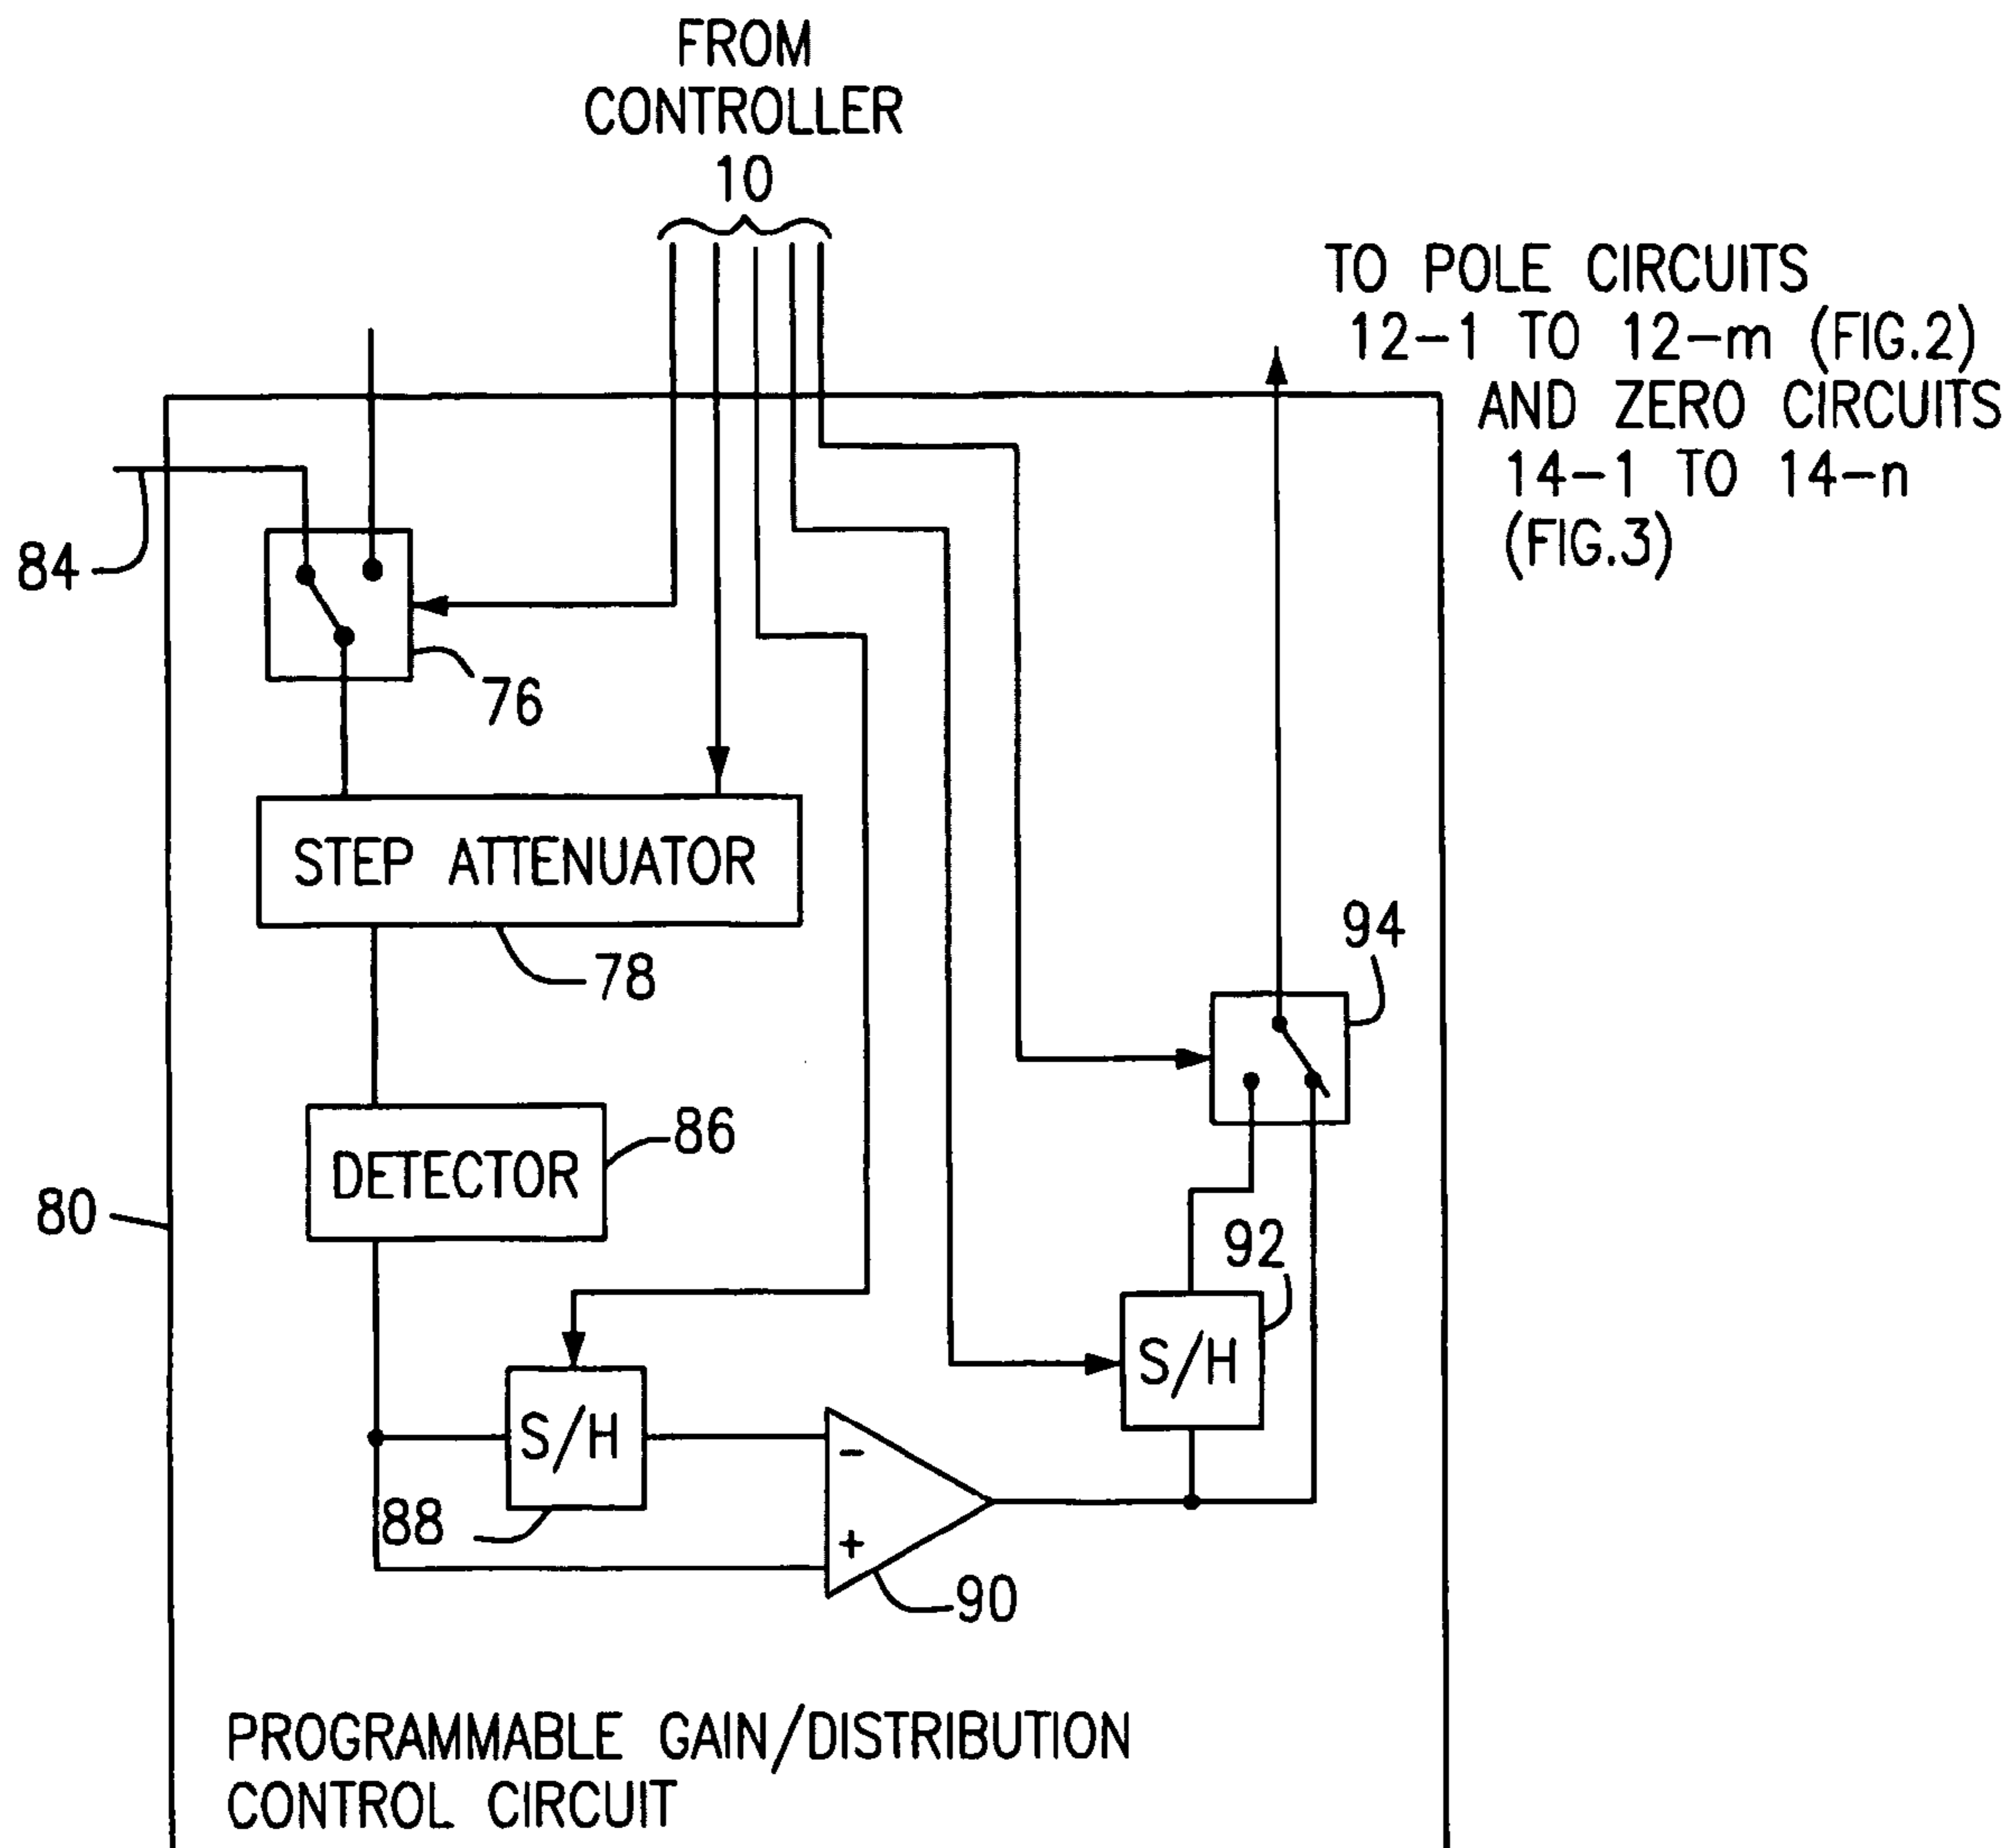 FROM
CONTROLLER
10
TO POLE CIRCUITS
12-1 TO 12-m (FIG.2)
AND ZERO CIRCUITS
14-1 TO 14-n
(FIG.3)
84
76
STEP ATTENUATOR
78
94
DETECTOR
86
80
92
S/H
S/H
88
-
+
90
PROGRAMMABLE GAIN/DISTRIBUTION
CONTROL CIRCUIT